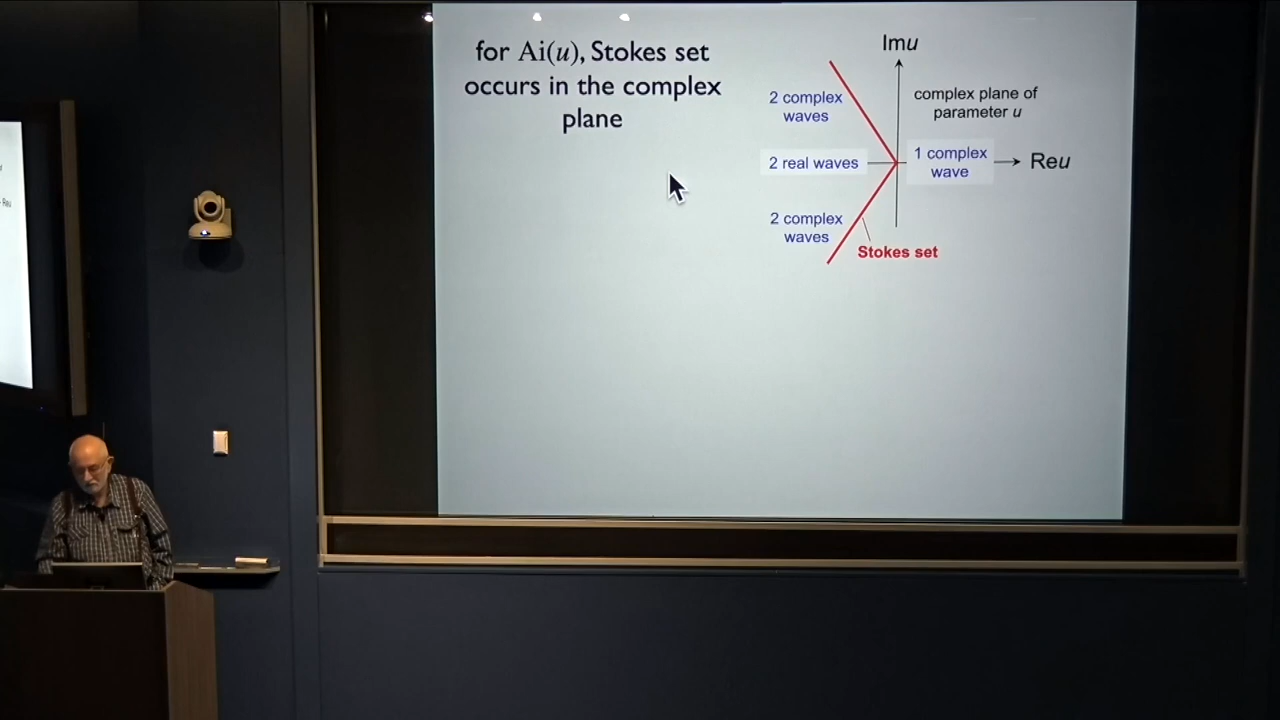 for Ai(u), Stokes set
occurs in the complex
plane
Imu
2 complex
waves
complex plane of
parameter u
2 real waves
1 complex
wave
Reu
2 complex
waves
Stokes set
Reu